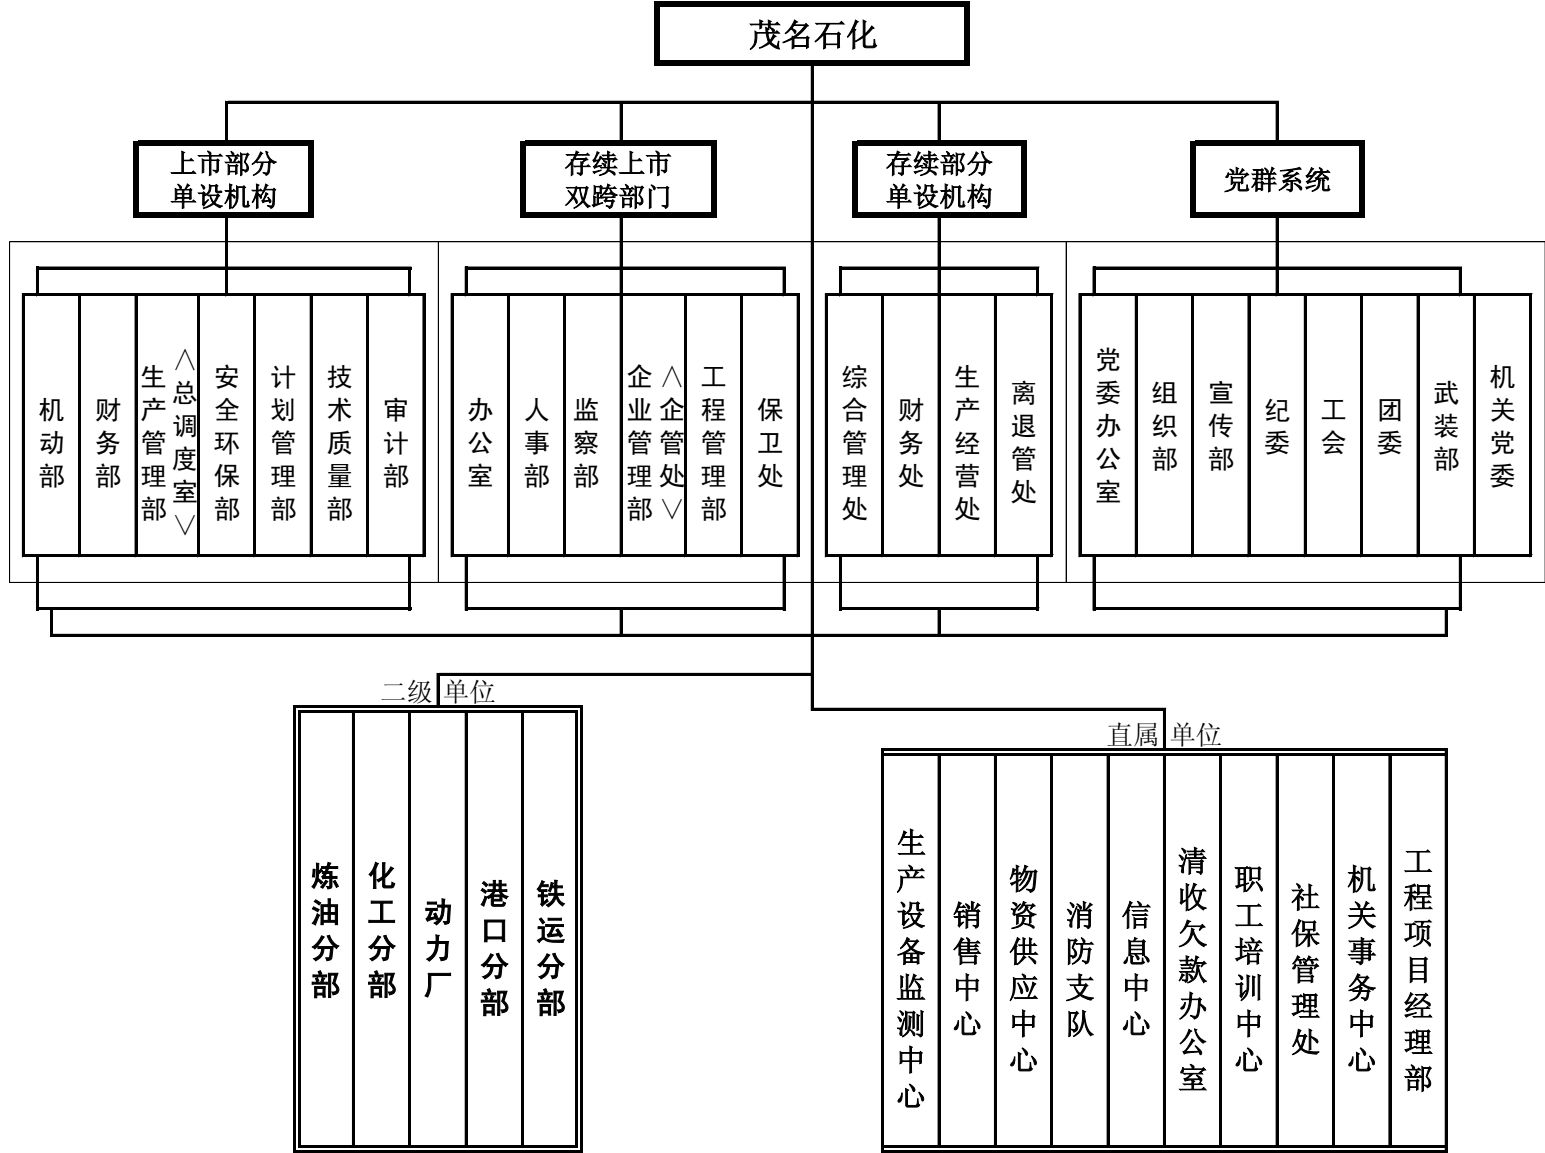 茂名石化
上市部分
单设机构
存续上市
双跨部门
存续部分
单设机构
党群系统
机动部
财务部
生产管理部
＜总调度室＞
安全环保部
计划管理部
技术质量部
审计部
办公室
人事部
监察部
企业管理部
＜企管处＞
工程管理部
保卫处
综合管理处
财务处
生产经营处
离退管处
党委办公室
组织部
宣传部
纪委
工会
团委
武装部
机关党委
二级单位
炼油分部
化工分部
动力厂
港口分部
铁运分部
直属单位
生产设备监测中心
销售中心
物资供应中心
消防支队
信息中心
清收欠款办公室
职工培训中心
社保管理处
机关事务中心
工程项目经理部